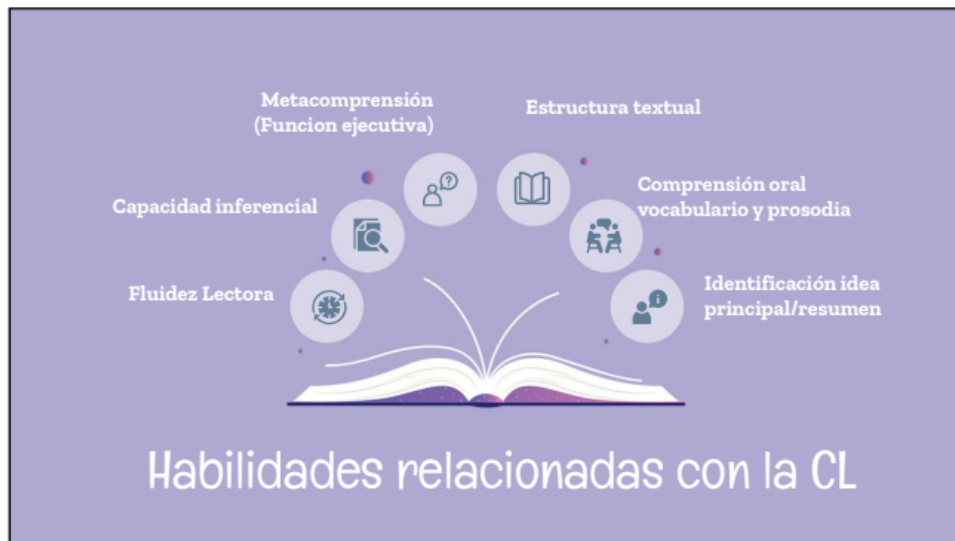 Metacomprensión
(Funcion ejecutiva)
Estructura textual
Capacidad inferencial
Comprensión oral
vocabulario y prosodia
Fluidez Lectora
Identificación idea
principal/resumen
Habilidades relacionadas con la CL